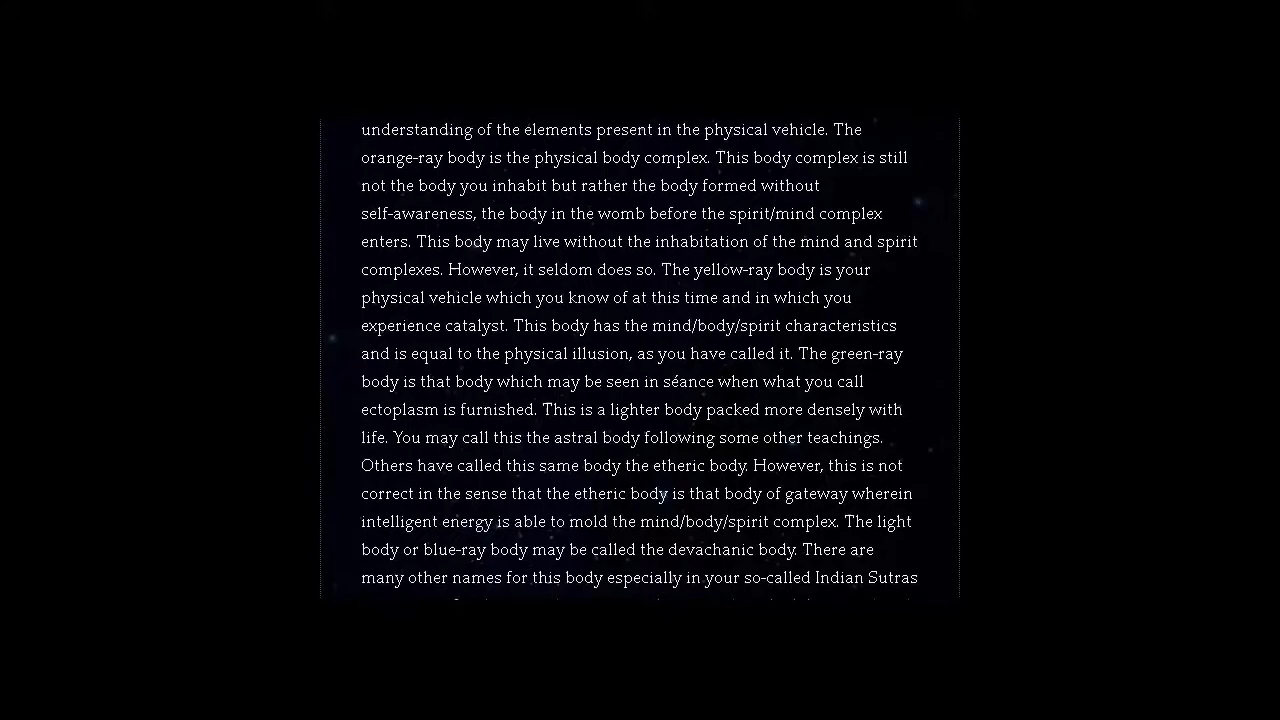 understanding of the elements present in the physical vehicle. The
orange-ray body is the physical body complex. This body complex is still
not the body you inhabit but rather the body formed without
self-awareness, the body in the womb before the spirit/mind complex
enters. This body may live without the inhabitation of the mind and spirit
complexes. However, it seldom does so. The yellow-ray body is your
physical vehicle which you know of at this time and in which you
experience catalyst. This body has the mind/body/spirit characteristics
and is equal to the physical illusion, as you have called it. The green-ray
body is that body which may be seen in séance when what you call
ectoplasm is furnished. This is a lighter body packed more densely with
life. You may call this the astral body following some other teachings.
Others have called this same body the etheric body. However, this is not
correct in the sense that the etheric body is that body of gateway wherein
intelligent energy is able to mold the mind/body/spirit complex. The light
body or blue-ray body may be called the devachanic body. There are
many other names for this body especially in your so-called Indian Sutras